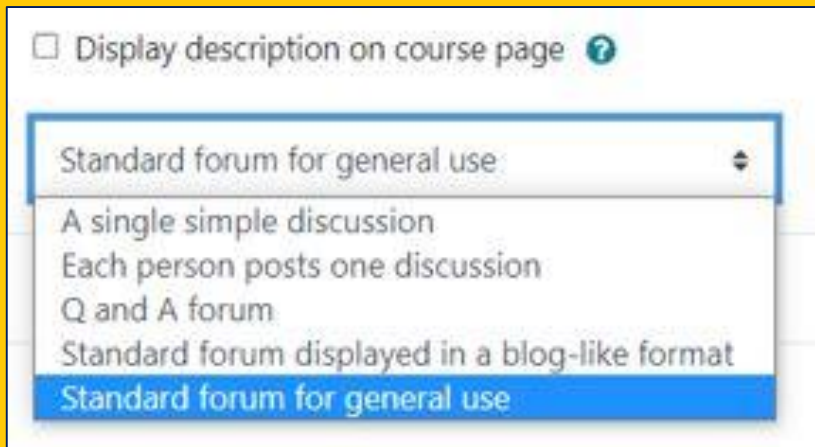 Display description on course page ?
Standard forum for general use
A single simple discussion
Each person posts one discussion
Q and A forum
Standard forum displayed in a blog-like format
Standard forum for general use